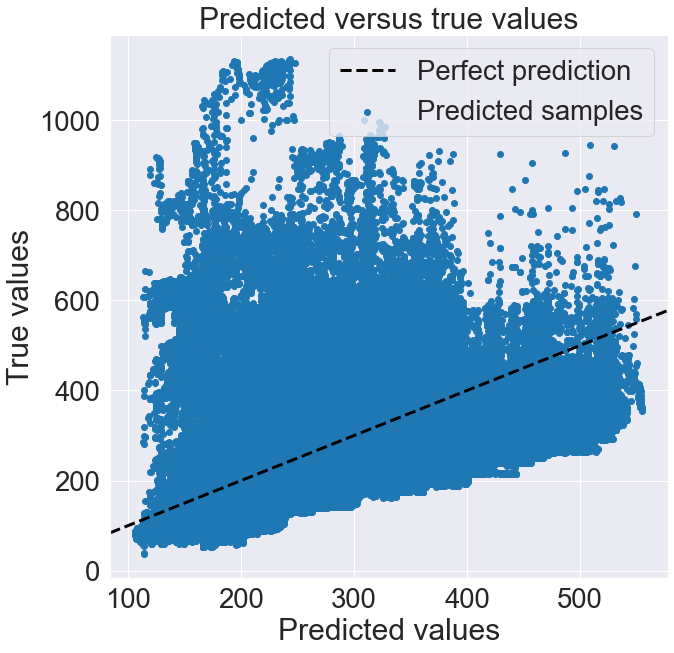 Predicted versus true values
Perfect prediction
Predicted samples
1000
800
600
400
200
0
True values
100 200 300 400 500
Predicted values